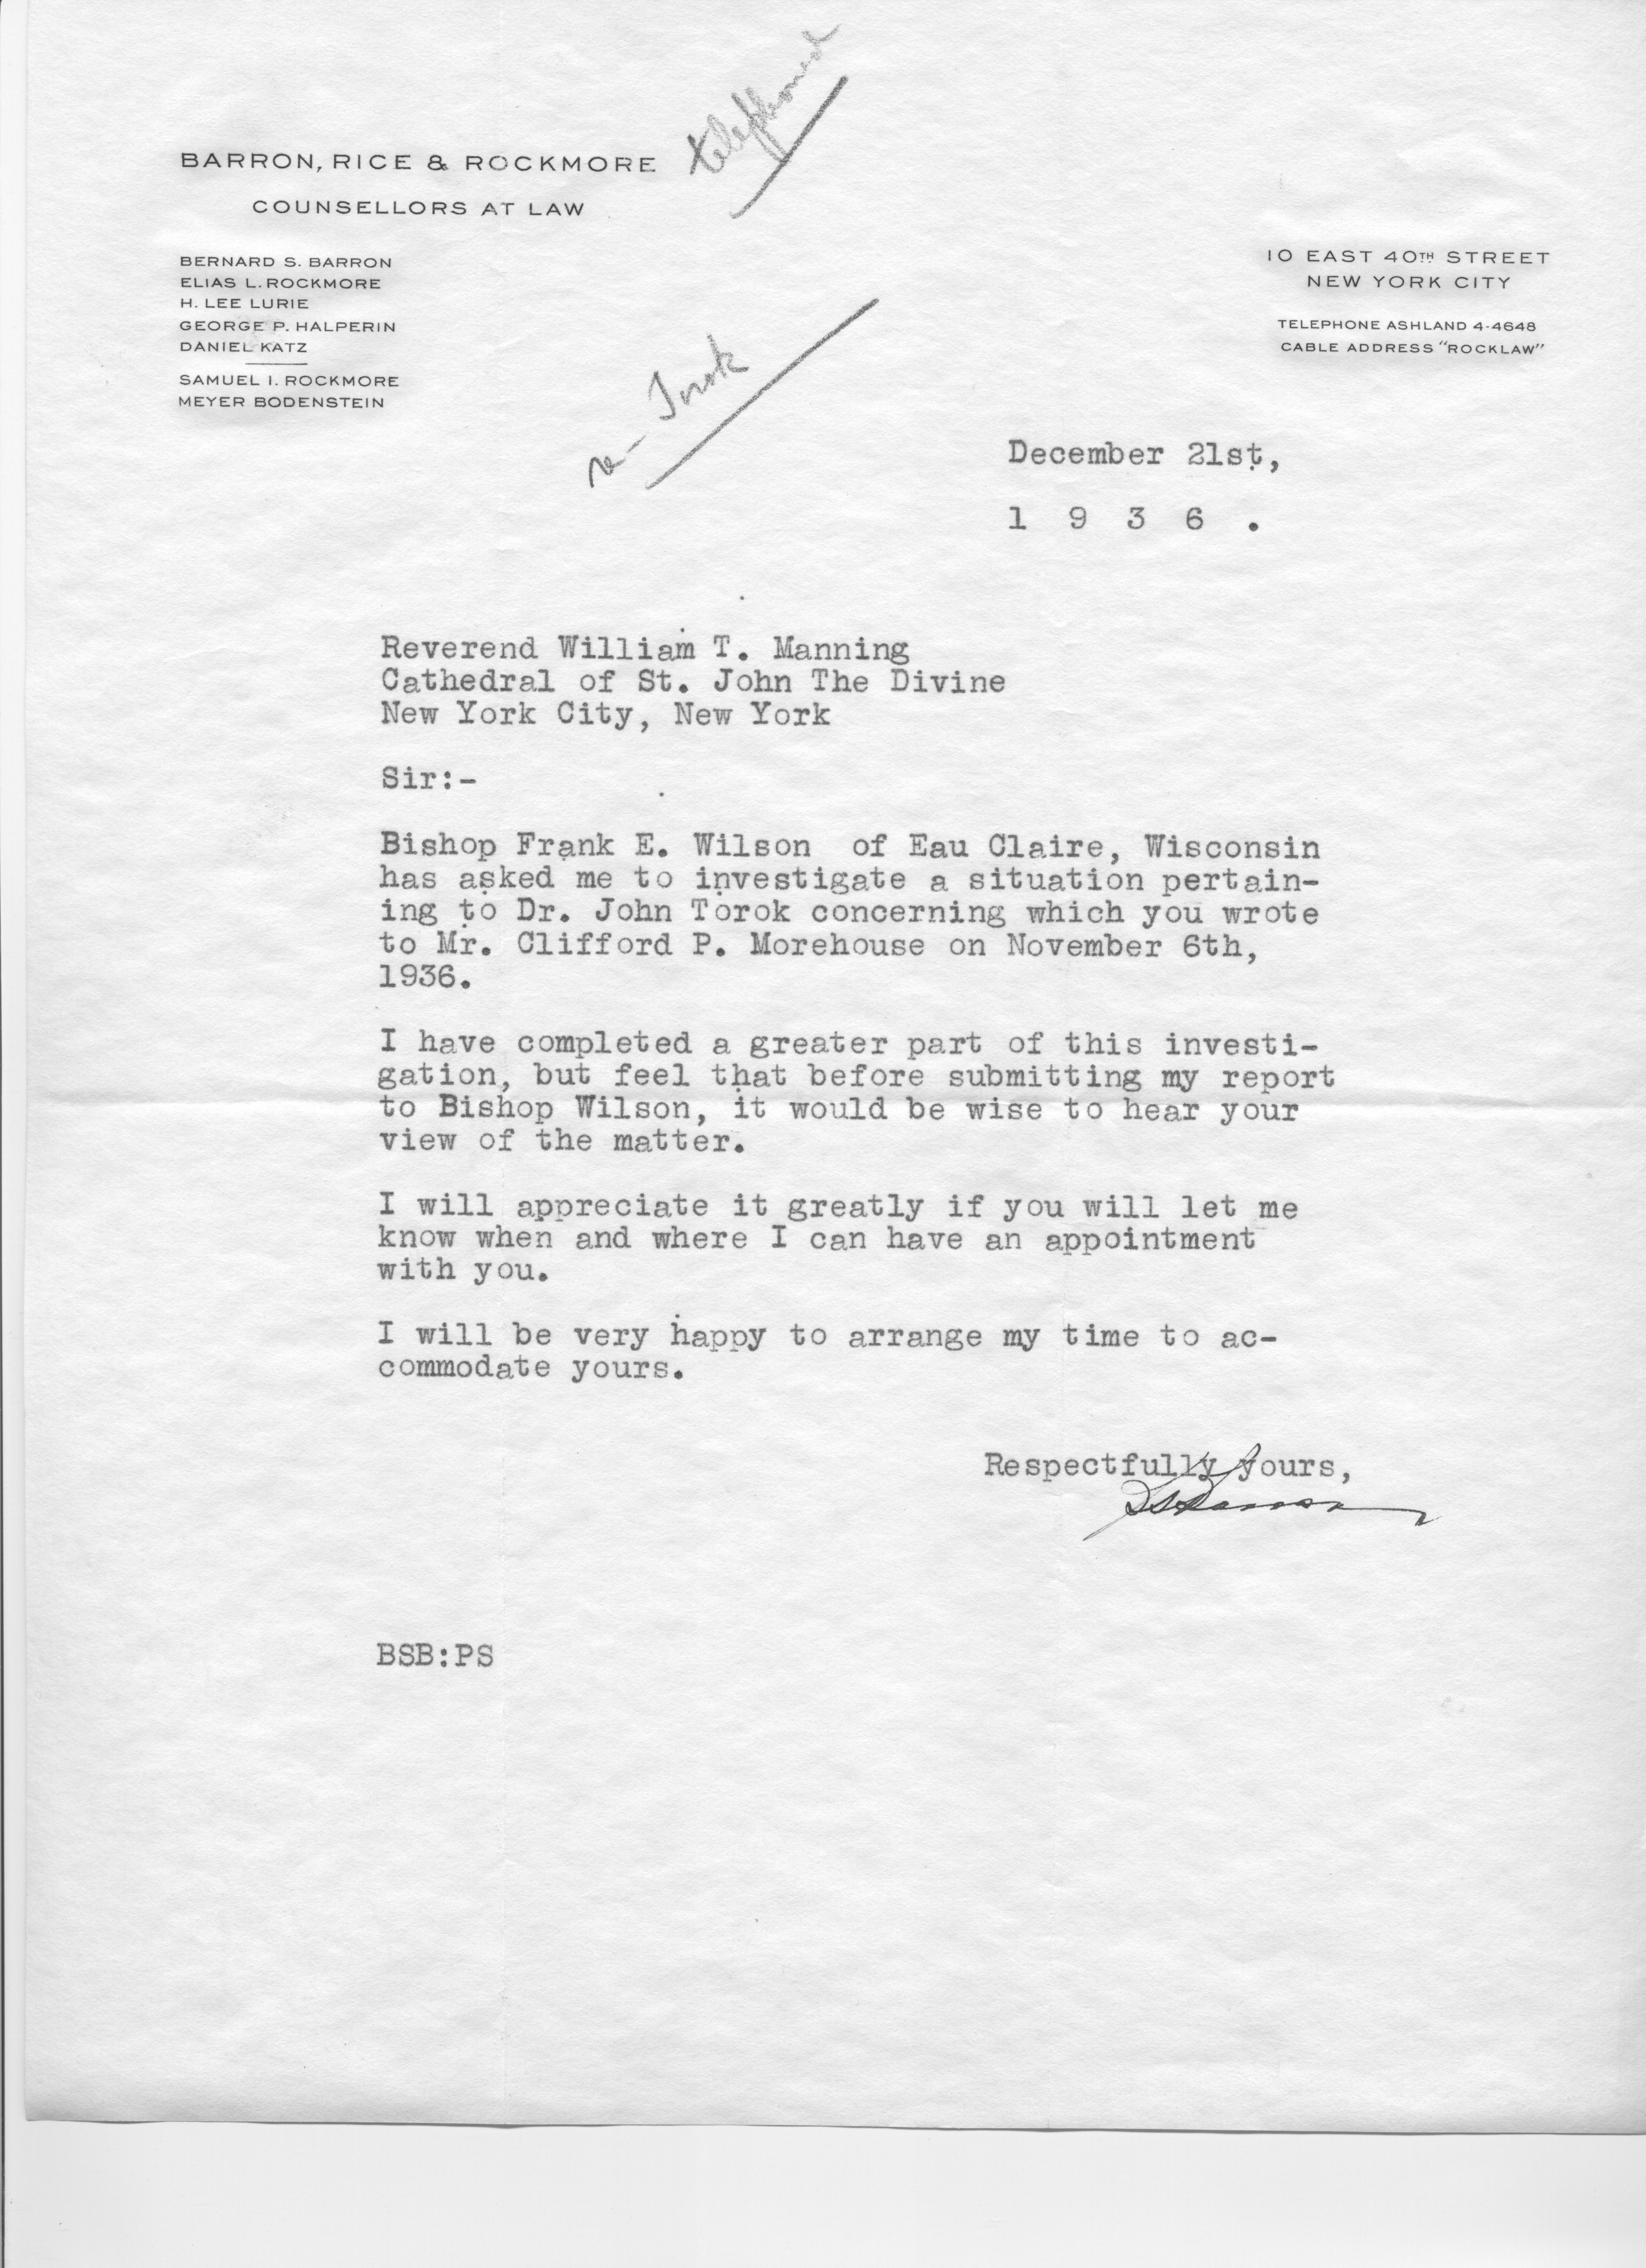 telephoned
BARRON, RICE & ROCKMORE
COUNSELLORS AT LAW
BERNARD S. BARRON
ELIAS L. ROCKMORE
H. LEE LURIE
GEORGE P. HALPERIN
DANIEL KATZ
SAMUEL I. ROCKMORE
MEYER BODENSTEIN
10 EAST 40TH STREET
NEW YORK CITY
TELEPHONE ASHLAND 4-4648
CABLE ADDRESS "ROCKLAW"
re - Torok
December 21st,
1 9 3 6 .
Reverend William T. Manning
Cathedral of St. John The Divine
New York City, New York
Sir:-
Bishop Frank E. Wilson of Eau Claire, Wisconsin
has asked me to investigate a situation pertain-
ing to Dr. John Torok concerning which you wrote
to Mr. Clifford P. Morehouse on November 6th,
1936.
I have completed a greater part of this investi-
gation, but feel that before submitting my report
to Bishop Wilson, it would be wise to hear your
view of the matter.
I will appreciate it greatly if you will let me
know when and where I can have an appointment
with you.
I will be very happy to arrange my time to ac-
commodate yours.
Respectfully yours,
BSBarron
BSB:PS